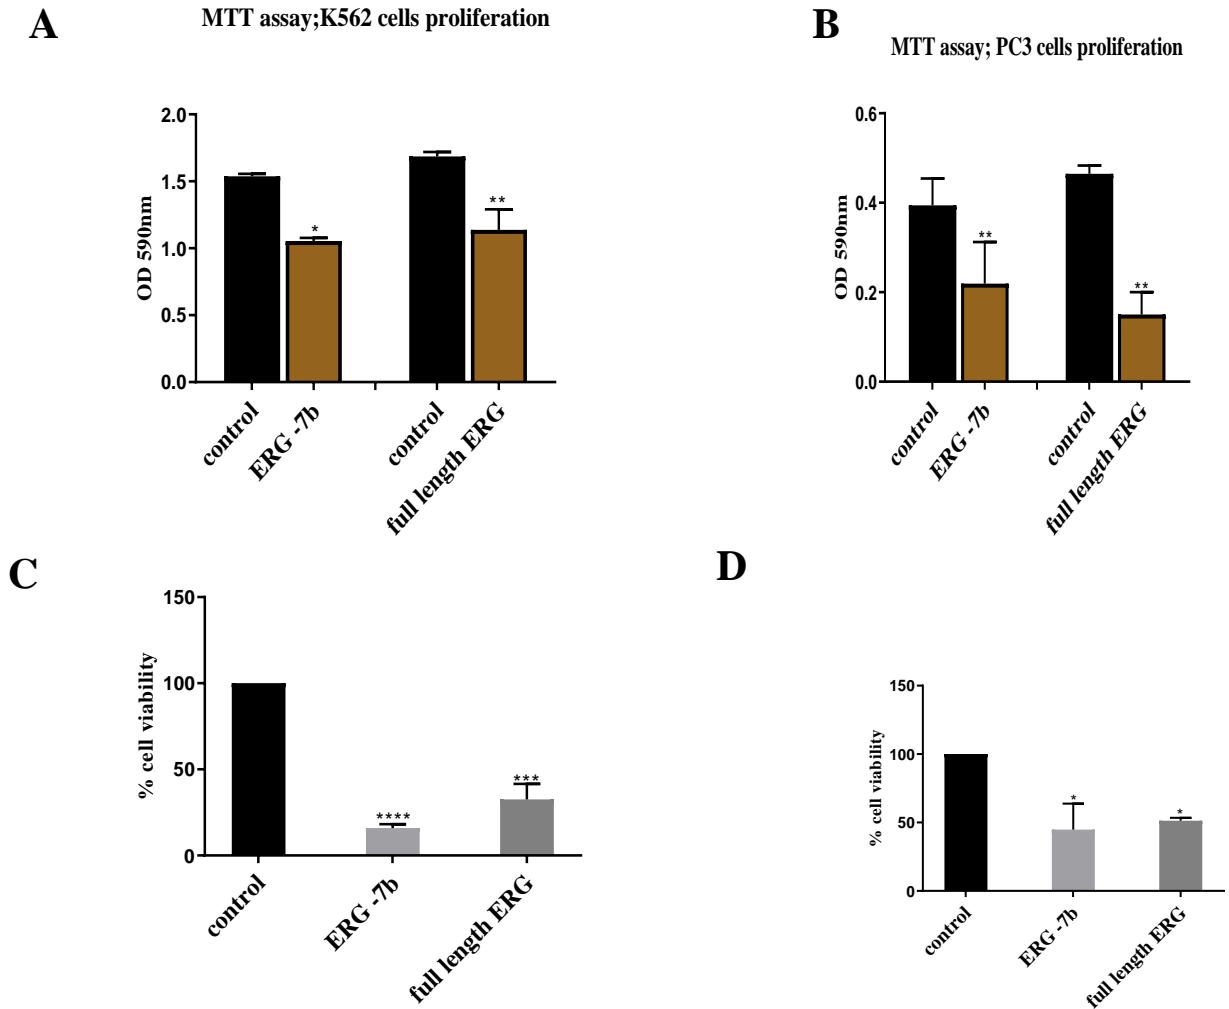 A
MTT assay;K562 cells proliferation
OD 590nm
2.0
1.5
1.0
0.5
0.0
*
**
control
ERG -7b
control
full length ERG
B
MTT assay; PC3 cells proliferation
OD 590nm
0.6
0.4
0.2
0.0
**
**
control
ERG -7b
control
full length ERG
C
% cell viability
150
100
50
0
****
***
control
ERG -7b
full length ERG
D
% cell viability
150
100
50
0
*
*
control
ERG -7b
full length ERG